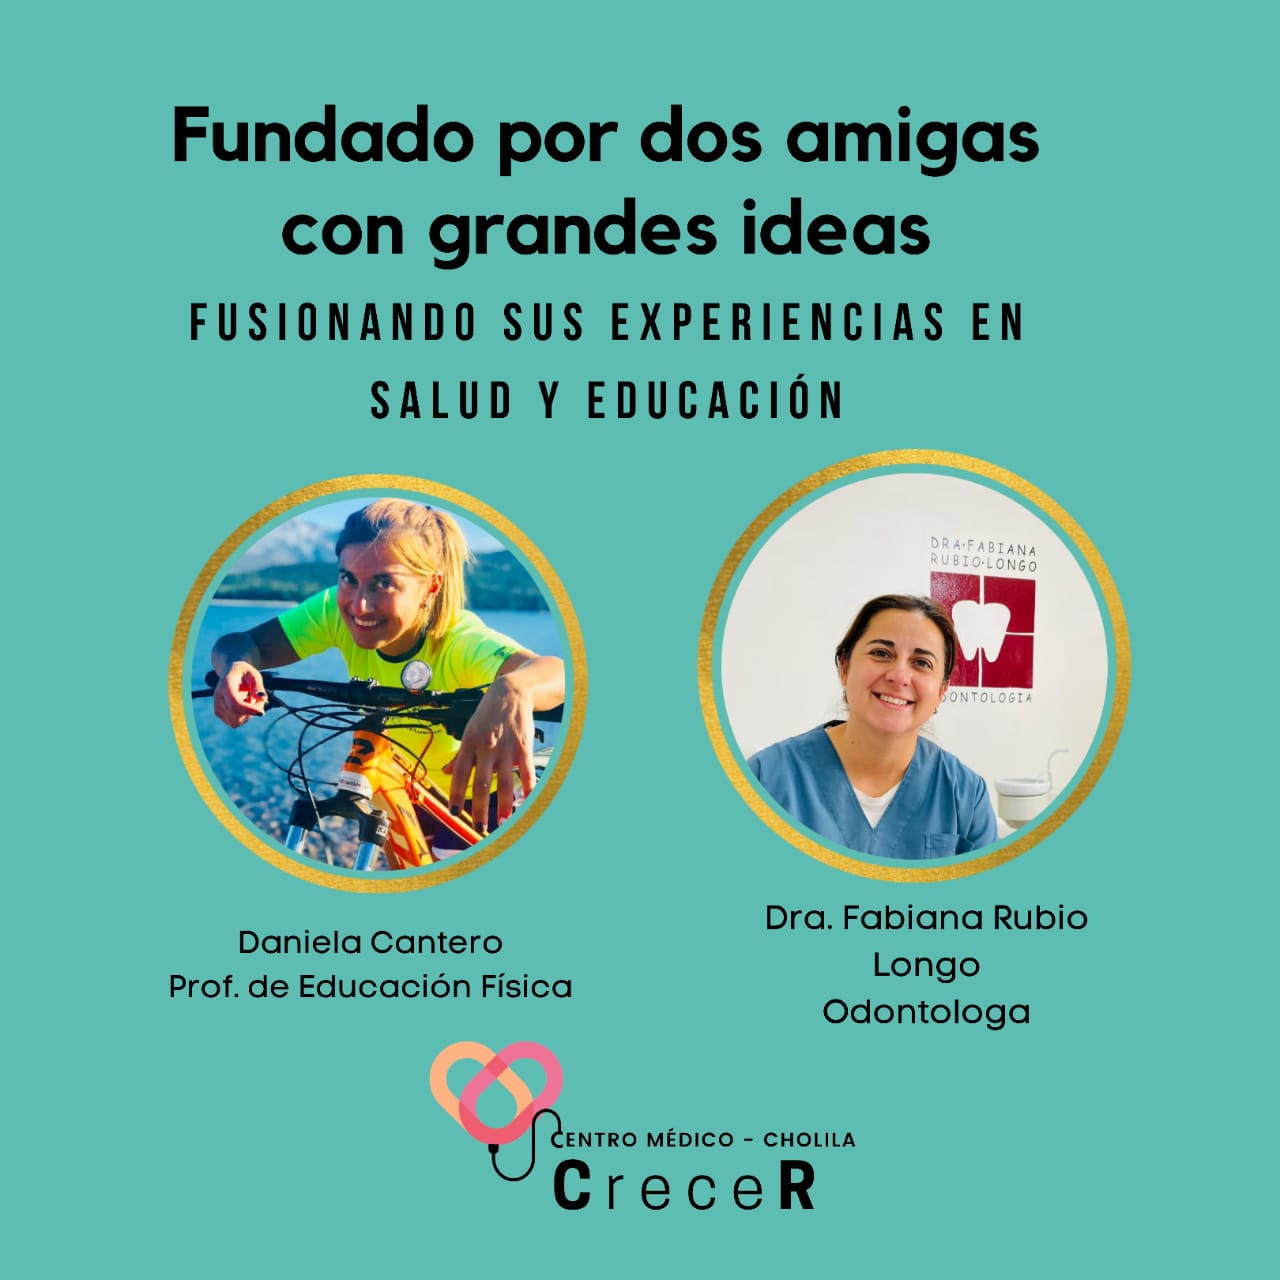 Fundado por dos amigas
con grandes ideas
FUSIONANDO SUS EXPERIENCIAS EN
SALUD Y EDUCACIÓN
DRA·FABIANA
RUBIO·LONGO
ODONTOLOGIA
Daniela Cantero
Prof. de Educación Física
Dra. Fabiana Rubio
Longo
Odontologa
CENTRO MÉDICO - CHOLILA
CreceR